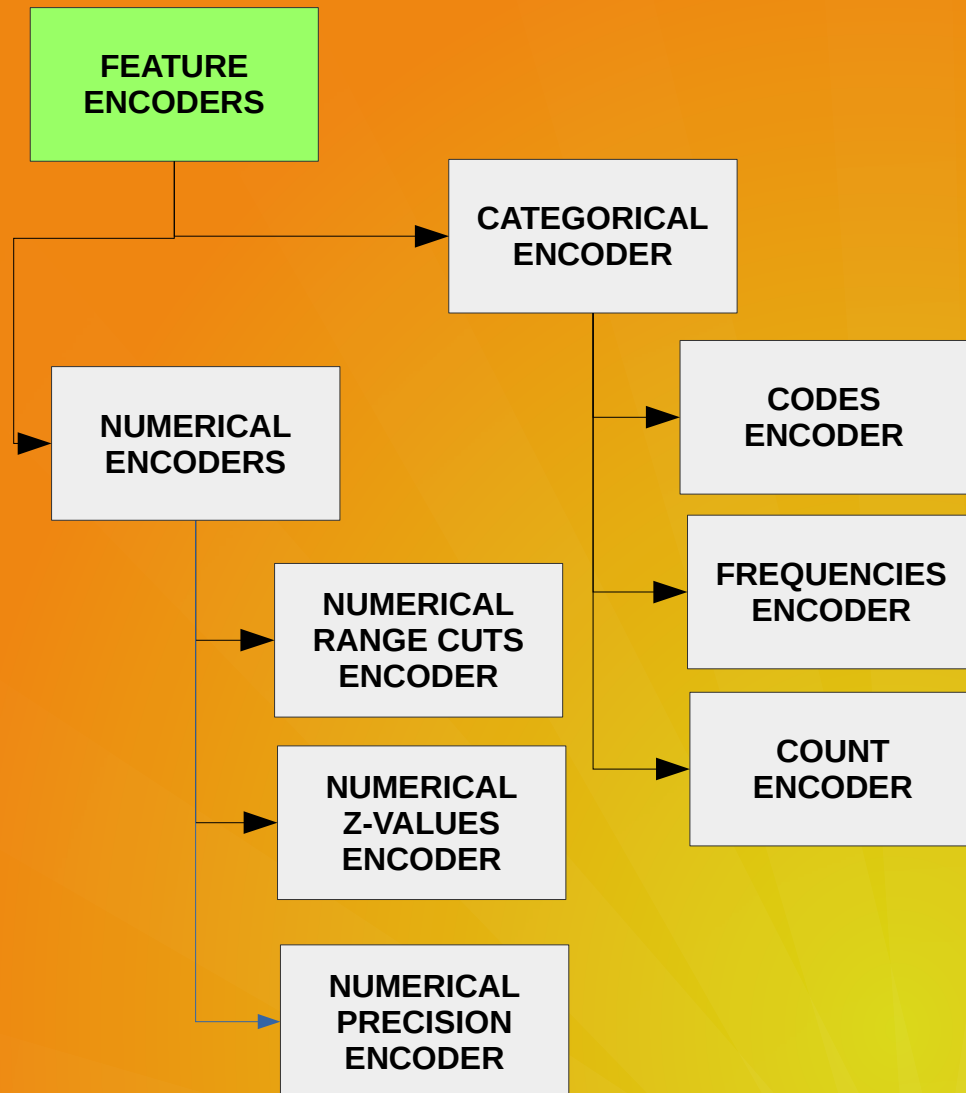 FEATURE
ENCODERS
CATEGORICAL
ENCODER
CODES
ENCODER
FREQUENCIES
ENCODER
COUNT
ENCODER
NUMERICAL
ENCODERS
NUMERICAL
RANGE CUTS
ENCODER
NUMERICAL
Z-VALUES
ENCODER
NUMERICAL
PRECISION
ENCODER